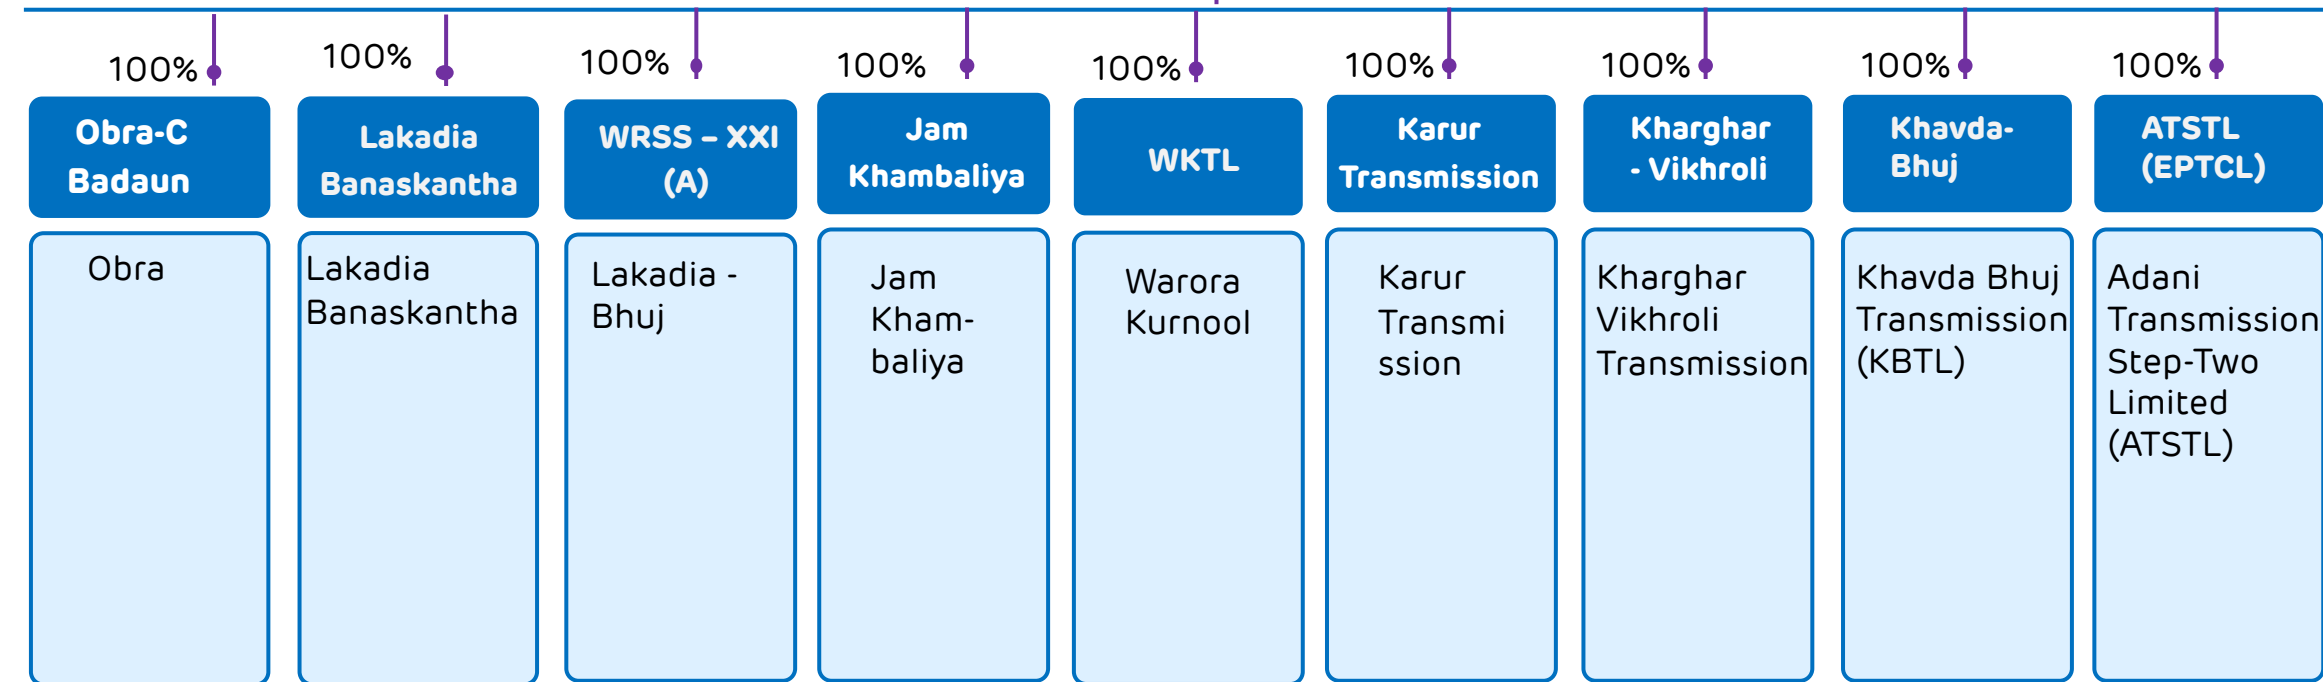 100%
100%
100%
100%
100%
100%
100%
100%
100%
Obra-C
Badaun
Lakadia
Banaskantha
WRSS – XXI
(A)
Jam
Khambaliya
WKTL
Karur
Transmission
Kharghar
- Vikhroli
Khavda-
Bhuj
ATSTL
(EPTCL)
Obra
Lakadia
Banaskantha
Lakadia -
Bhuj
Jam
Kham-
baliya
Warora
Kurnool
Karur
Transmi
ssion
Kharghar
Vikhroli
Transmission
Khavda Bhuj
Transmission
(KBTL)
Adani
Transmission
Step-Two
Limited
(ATSTL)